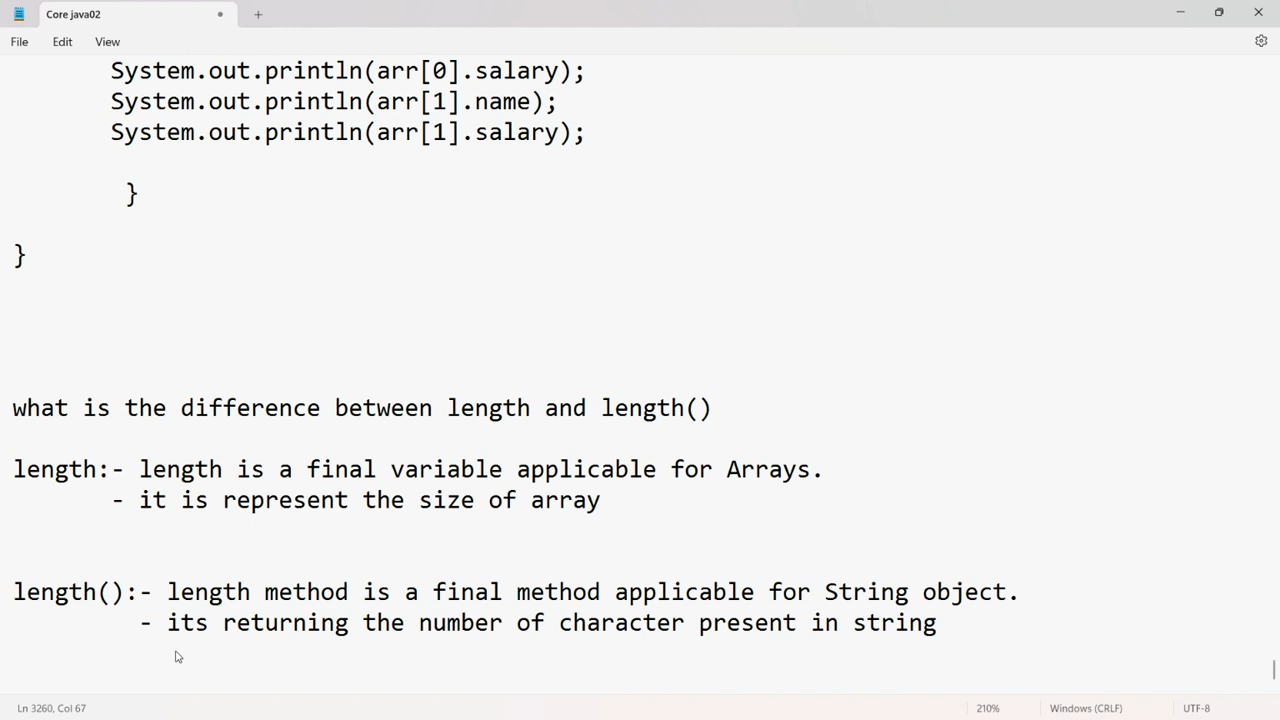 Core java02
File Edit View
System.out.println(arr[0].salary);
System.out.println(arr[1].name);
System.out.println(arr[1].salary);
}
}
what is the difference between length and length()
length:- length is a final variable applicable for Arrays.
- it is represent the size of array
length():- length method is a final method applicable for String object.
- its returning the number of character present in string
Ln 3260, Col 67 210% Windows (CRLF) UTF-8